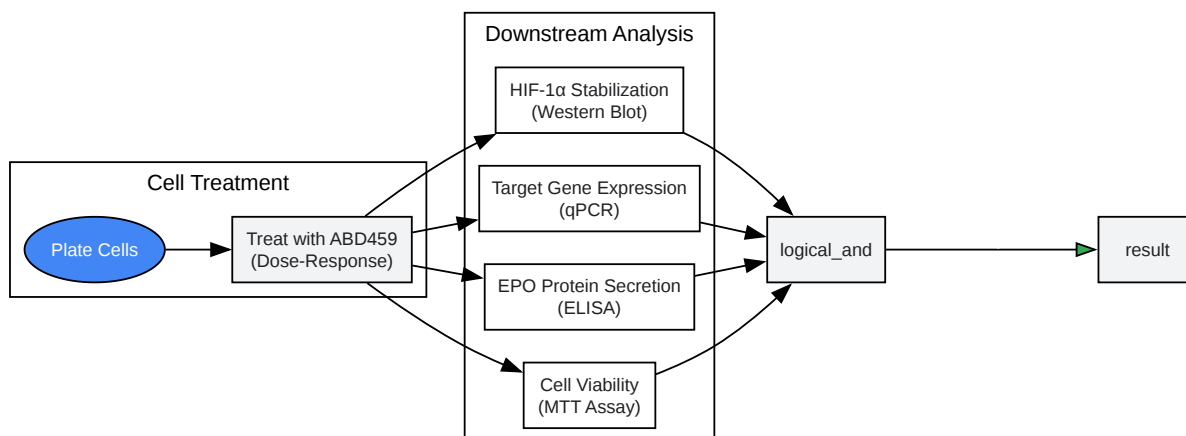 Downstream Analysis
HIF-1α Stabilization
(Western Blot)
Cell Treatment
Target Gene Expression
(qPCR)
Plate Cells
Treat with ABD459
(Dose-Response)
logical_and
result
EPO Protein Secretion
(ELISA)
Cell Viability
(MTT Assay)